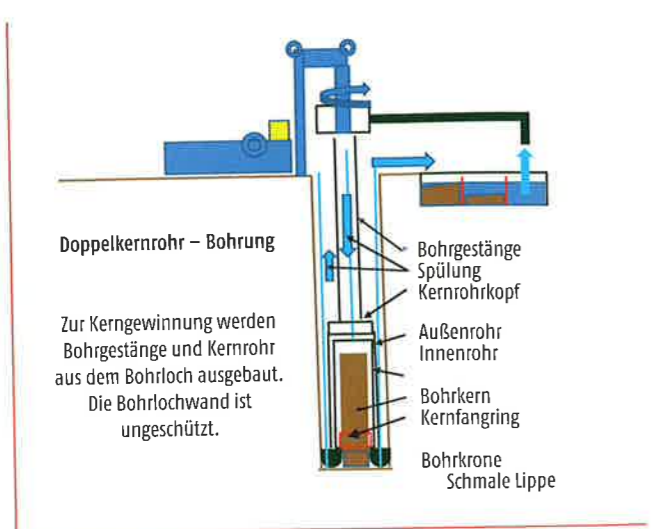 Doppelkernrohr – Bohrung
Zur Kerngewinnung werden
Bohrgestänge und Kernrohr
aus dem Bohrloch ausgebaut.
Die Bohrlochwand ist
ungeschützt.
Bohrgestänge
Spülung
Kernrohrkopf
Außenrohr
Innenrohr
Bohrkern
Kernfangring
Bohrkrone
Schmale Lippe